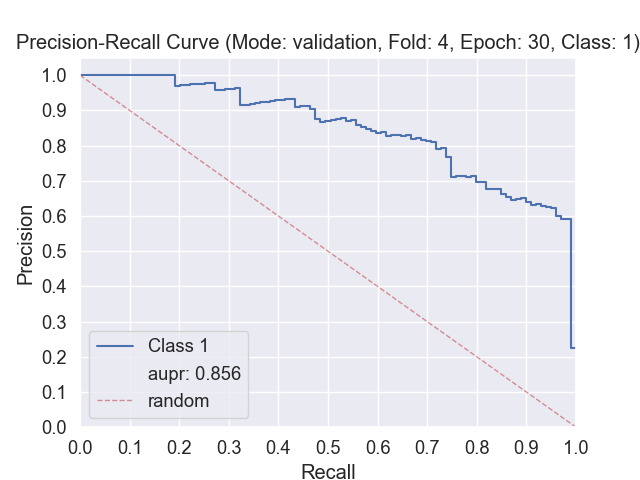 Precision-Recall Curve (Mode: validation, Fold: 4, Epoch: 30, Class: 1)
1.0
0.9
0.8
0.7
0.6
0.5
0.4
0.3
0.2
0.1
0.0
Precision
Class 1
aupr: 0.856
random
0.0 0.1 0.2 0.3 0.4 0.5 0.6 0.7 0.8 0.9 1.0
Recall